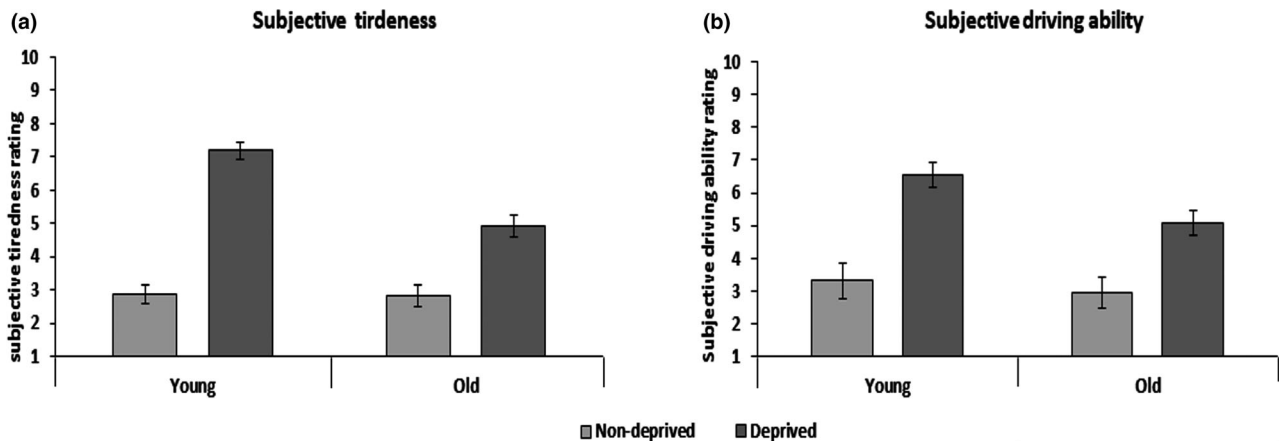 (a)
Subjective tirdeness
subjective tiredness rating
10
9
8
7
6
5
4
3
2
1
Young
Old
(b)
Subjective driving ability
Subjective driving ability rating
10
9
8
7
6
5
4
3
2
1
Young
Old
Non-deprived
Deprived